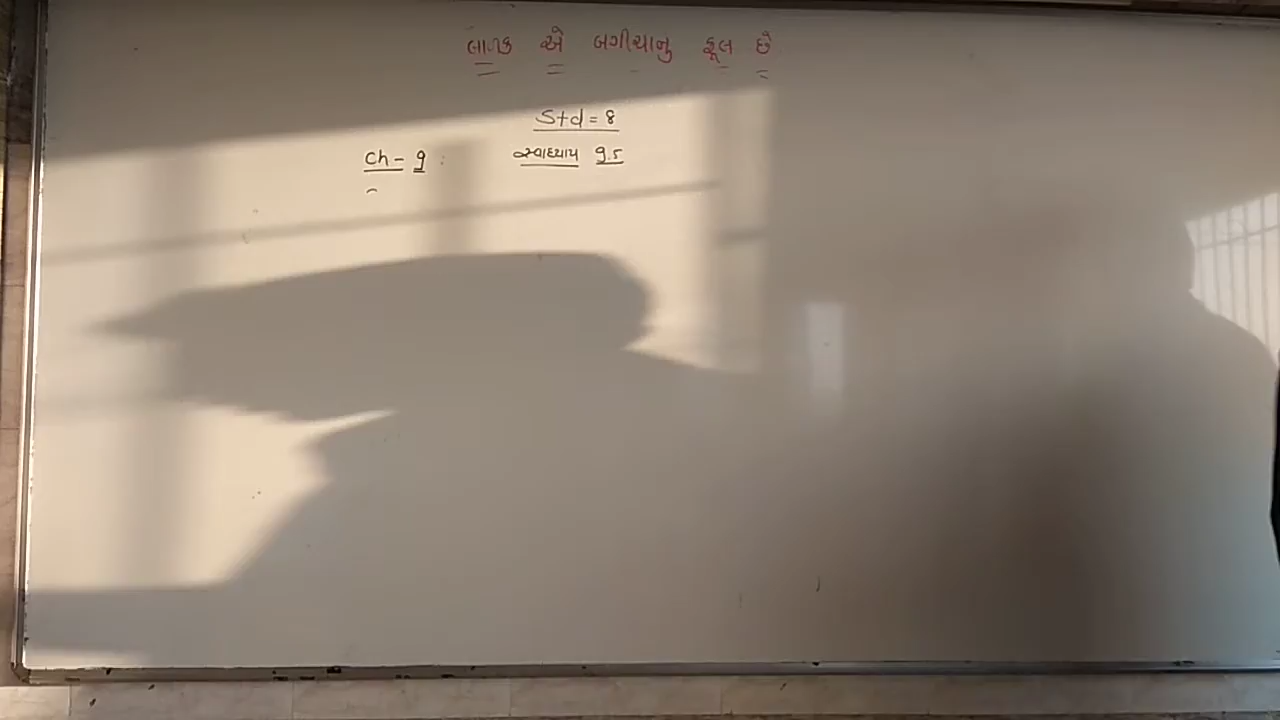 બાળક એ બગીચાનુ ફૂલ છે
Std = 8
Ch - 9 : સ્વાધ્યાય 9.5